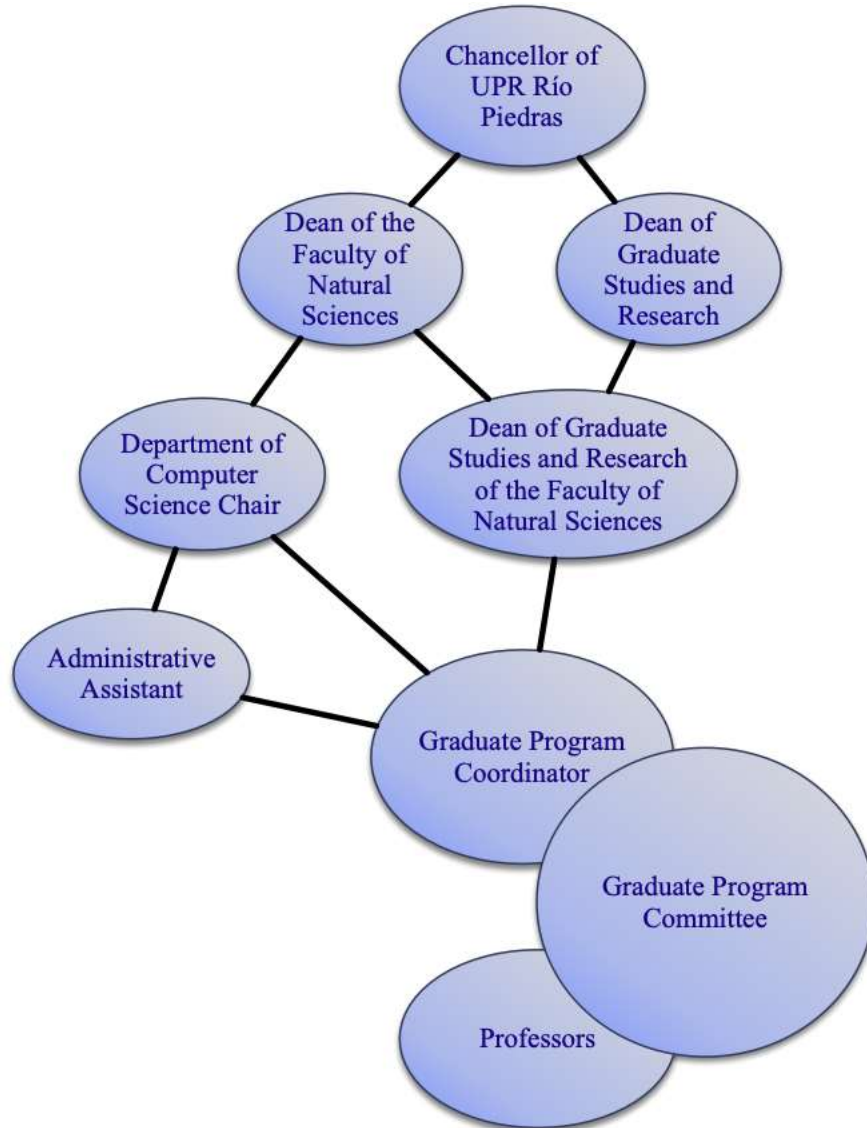 Chancellor of
UPR Río
Piedras
Dean of the
Faculty of
Natural
Sciences
Dean of
Graduate
Studies and
Research
Department of
Computer
Science Chair
Dean of Graduate
Studies and Research
of the Faculty of
Natural Sciences
Administrative
Assistant
Graduate Program
Coordinator
Graduate Program
Committee
Professors